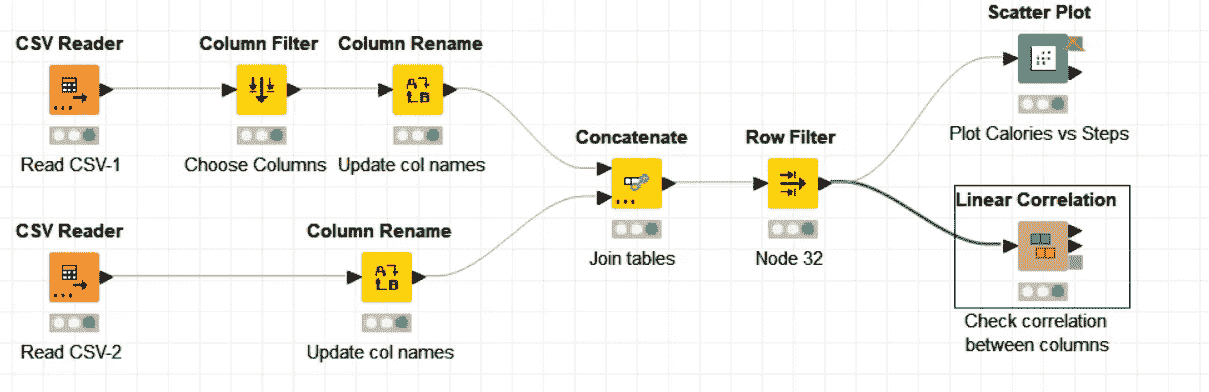 Scatter Plot
CSV Reader
Column Filter
Column Rename
Plot Calories vs Steps
Read CSV-1
Choose Columns
Update col names
Concatenate
Row Filter
Join tables
Node 32
Linear Correlation
Check correlation
between columns
CSV Reader
Column Rename
Read CSV-2
Update col names